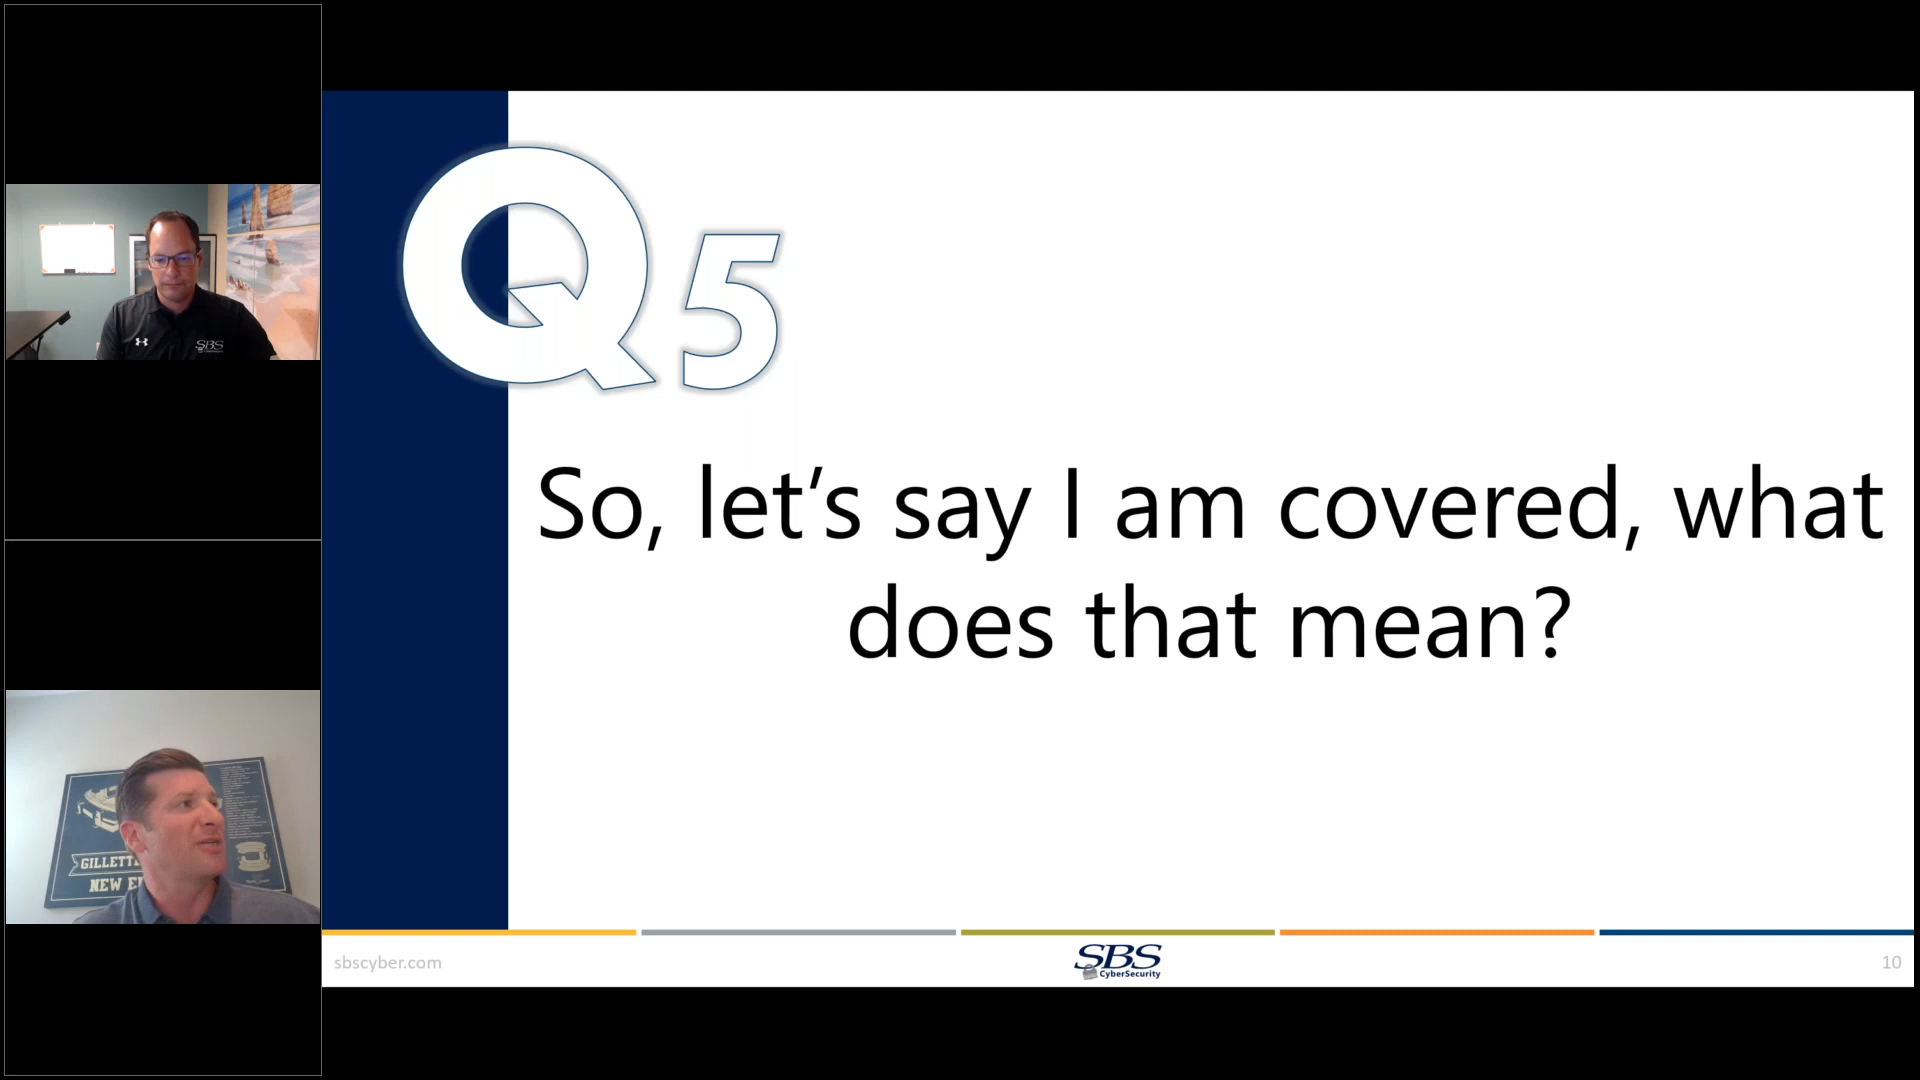 SBS
GILLETT
NEW E
Q5
So, let’s say I am covered, what
does that mean?
sbscyber.com
SBS
CyberSecurity
10